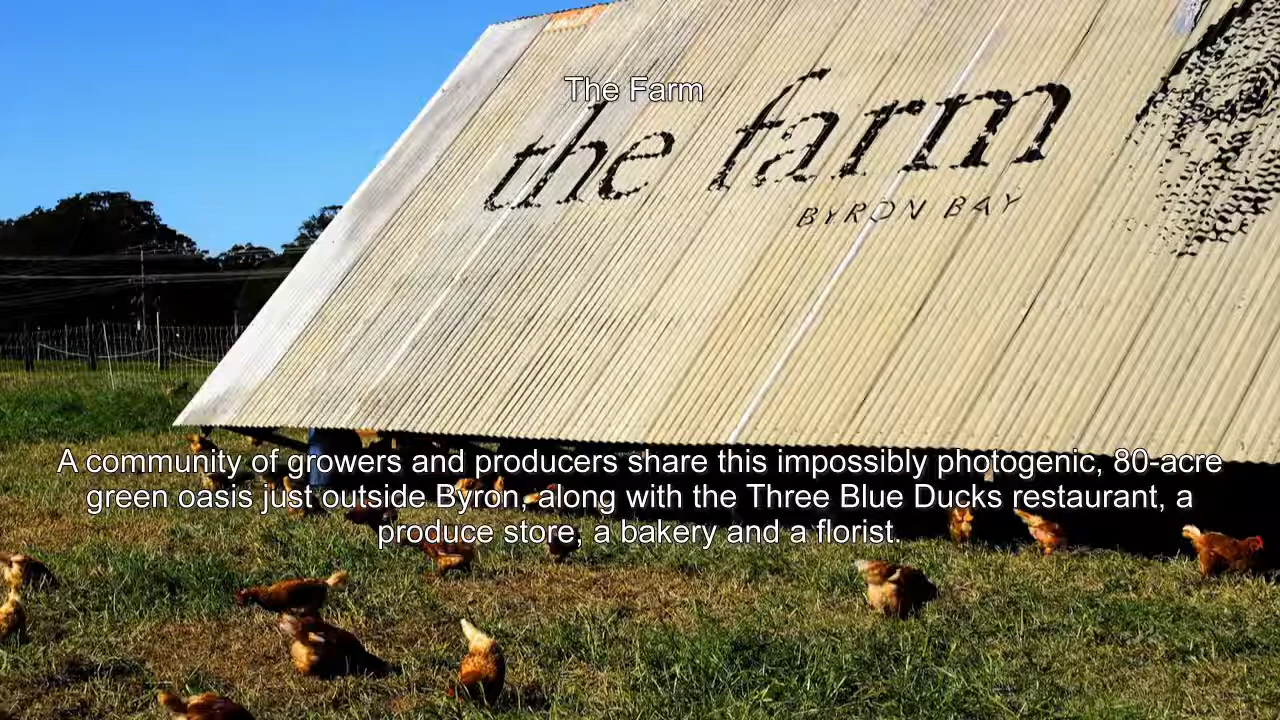 The Farm
the farm
BYRON BAY
A community of growers and producers share this impossibly photogenic, 80-acre
green oasis just outside Byron, along with the Three Blue Ducks restaurant, a
produce store, a bakery and a florist.